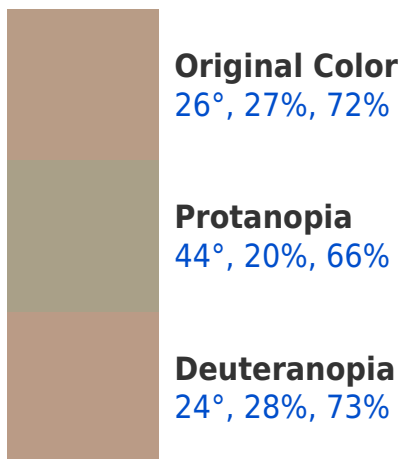 Original Color
26°, 27%, 72%
Protanopia
44°, 20%, 66%
Deuteranopia
24°, 28%, 73%